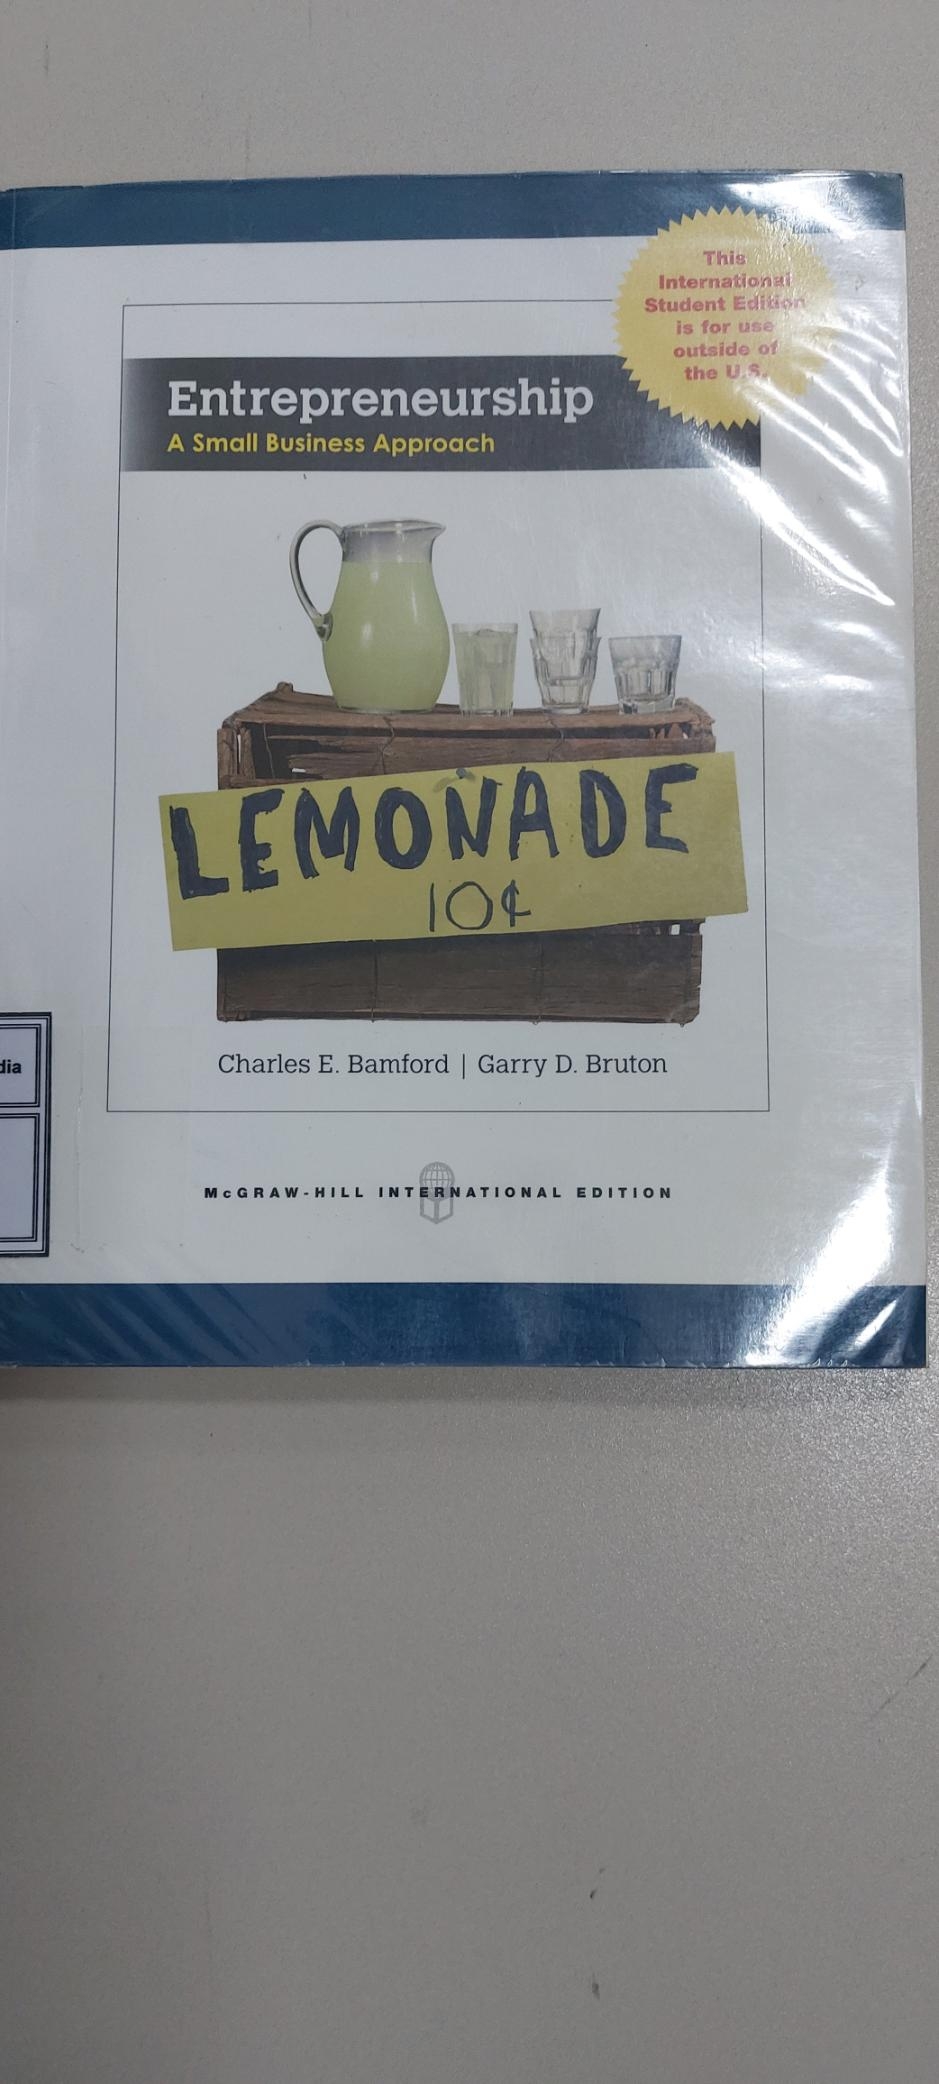 This
International
Student Edition
is for use
outside of
the U.S.
Entrepreneurship
A Small Business Approach
LEMONADE
10¢
Charles E. Bamford | Garry D. Bruton
dia
McGRAW-HILL INTERNATIONAL EDITION